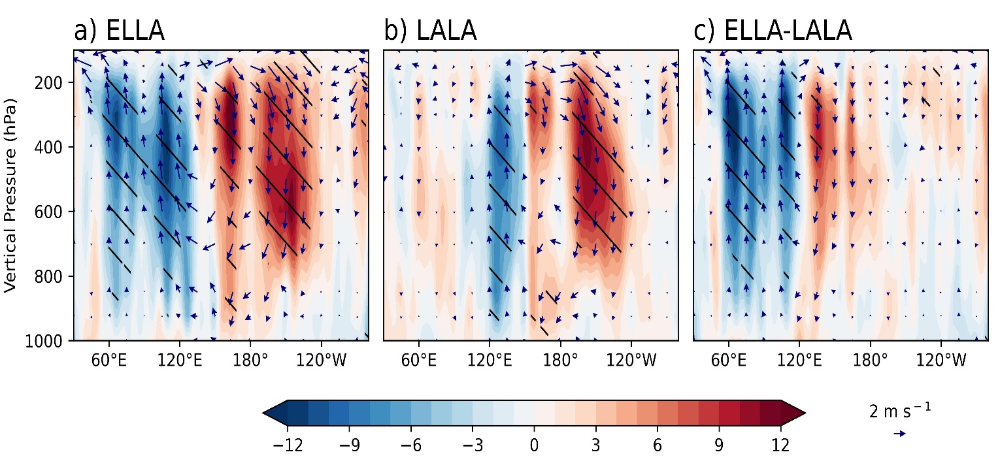 a) ELLA
b) LALA
c) ELLA-LALA
Vertical Pressure (hPa)
200
400
600
800
1000
60°E 120°E 180° 120°W
60°E 120°E 180° 120°W
60°E 120°E 180° 120°W
2 m s⁻¹
−12 −9 −6 −3 0 3 6 9 12